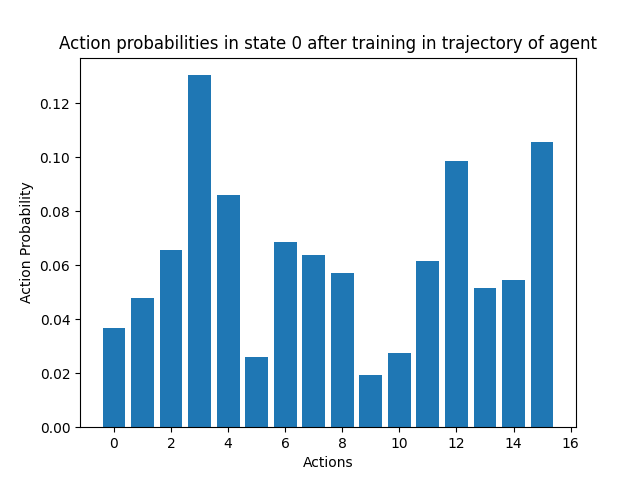 Action probabilities in state 0 after training in trajectory of agent
0.12
0.10
0.08
0.06
0.04
0.02
0.00
Action Probability
0 2 4 6 8 10 12 14 16
Actions